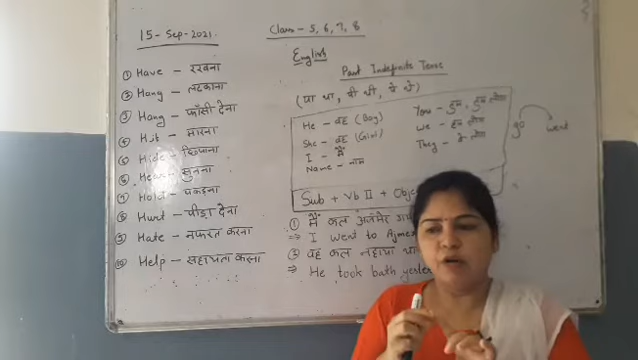 15 - Sep - 2021
Class - 5, 6, 7, 8
English
Past Indefinite Tense
① Have - रखना
② Hang - लटकाना
③ Hang - फाँसी देना
④ Hit - मारना
⑤ Hide - छिपाना
⑥ Hear - सुनना
⑦ Hold - पकड़ना
⑧ Hurt - पीड़ा देना
⑨ Hate - नफरत करना
⑩ Help - सहायता करना
He - वह (Boy)
She - वह (Girl)
I - मैं
Name - नाम
You - तुम, तुम लोग
We - हम लोग
They - वे लोग
go went
Sub + Vb II + Obje
① मैं कल अजमेर
⇒ I went to Ajme
② वह कल नहाया था
⇒ He took bath yester